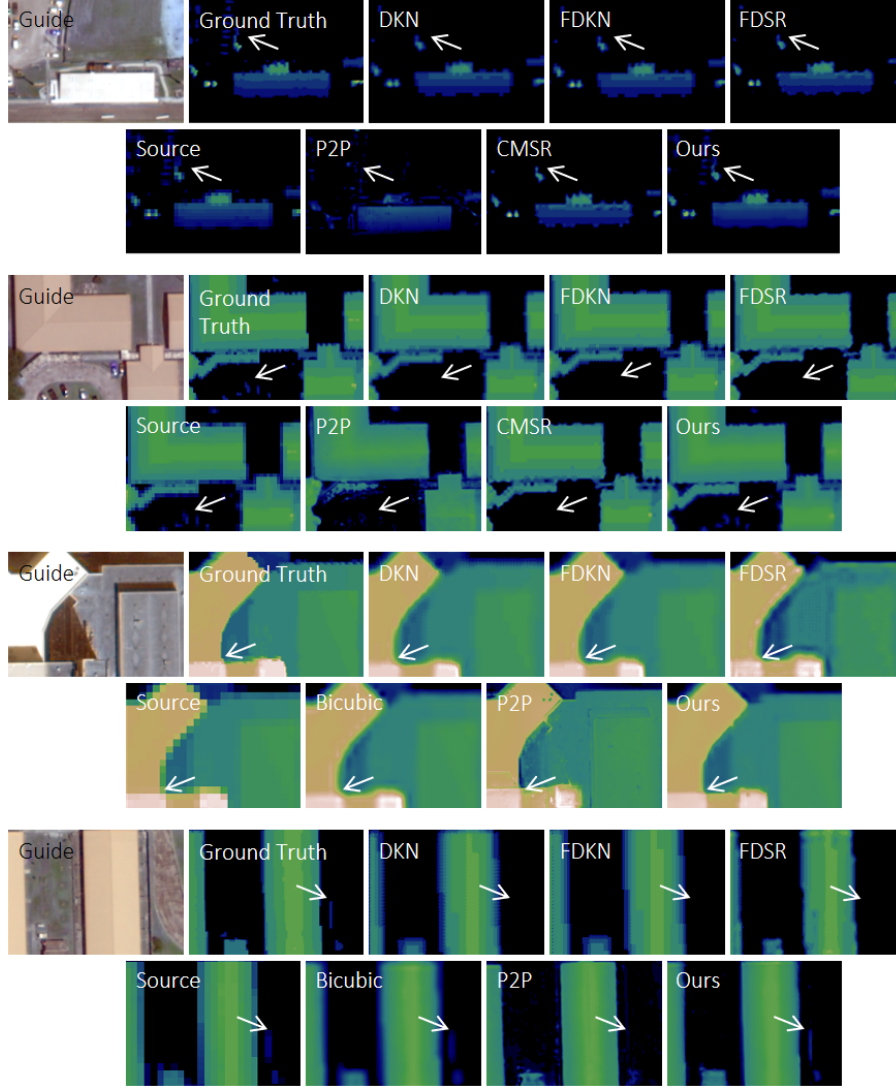 Guide
Ground Truth
DKN
FDKN
FDSR
Source
P2P
CMSR
Ours
Guide
Ground
Truth
DKN
FDKN
FDSR
Source
P2P
CMSR
Ours
Guide
Ground Truth
DKN
FDKN
FDSR
Source
Bicubic
P2P
Ours
Guide
Ground Truth
DKN
FDKN
FDSR
Source
Bicubic
P2P
Ours